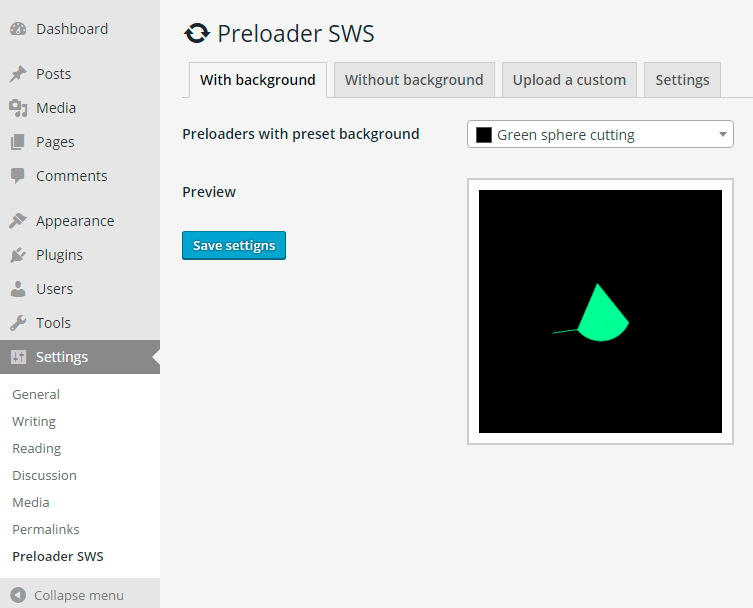 Dashboard
Posts
Media
Pages
Comments
Appearance
Plugins
Users
Tools
Settings
General
Writing
Reading
Discussion
Media
Permalinks
Preloader SWS
Collapse menu
Preloader SWS
With background
Without background
Upload a custom
Settings
Preloaders with preset background
Green sphere cutting
Preview
Save settigns